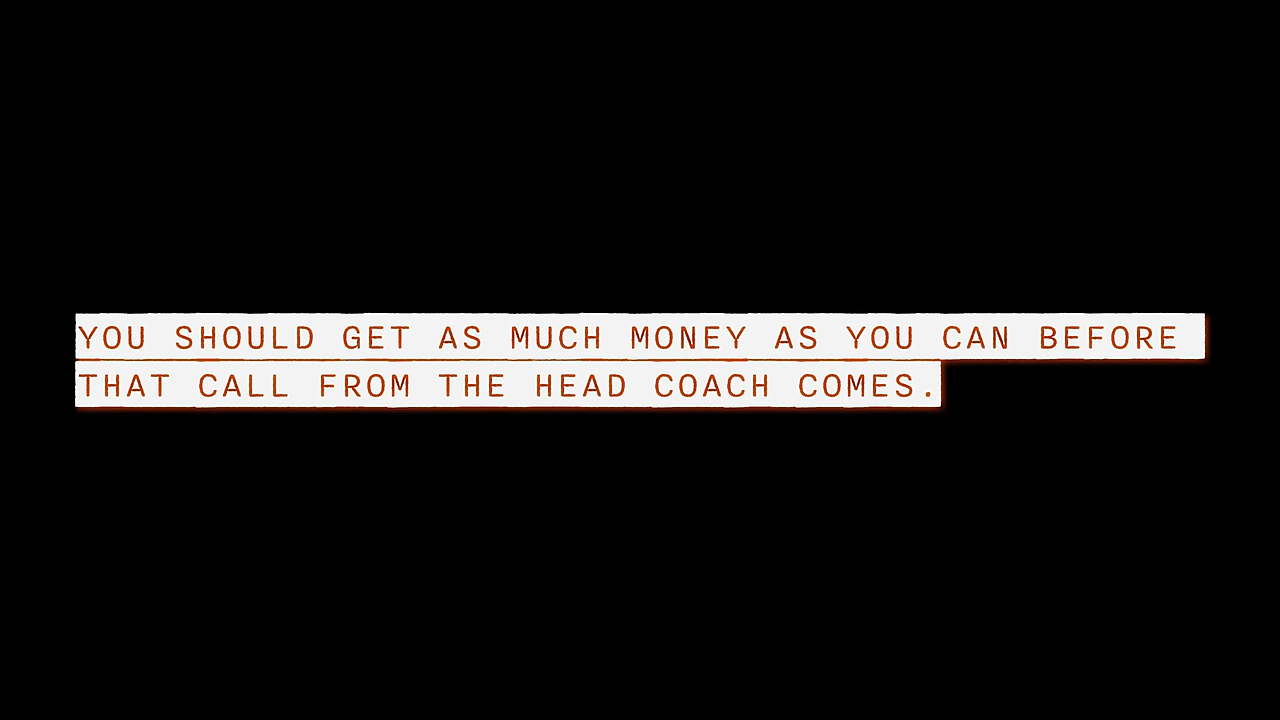 YOU SHOULD GET AS MUCH MONEY AS YOU CAN BEFORE
THAT CALL FROM THE HEAD COACH COMES.